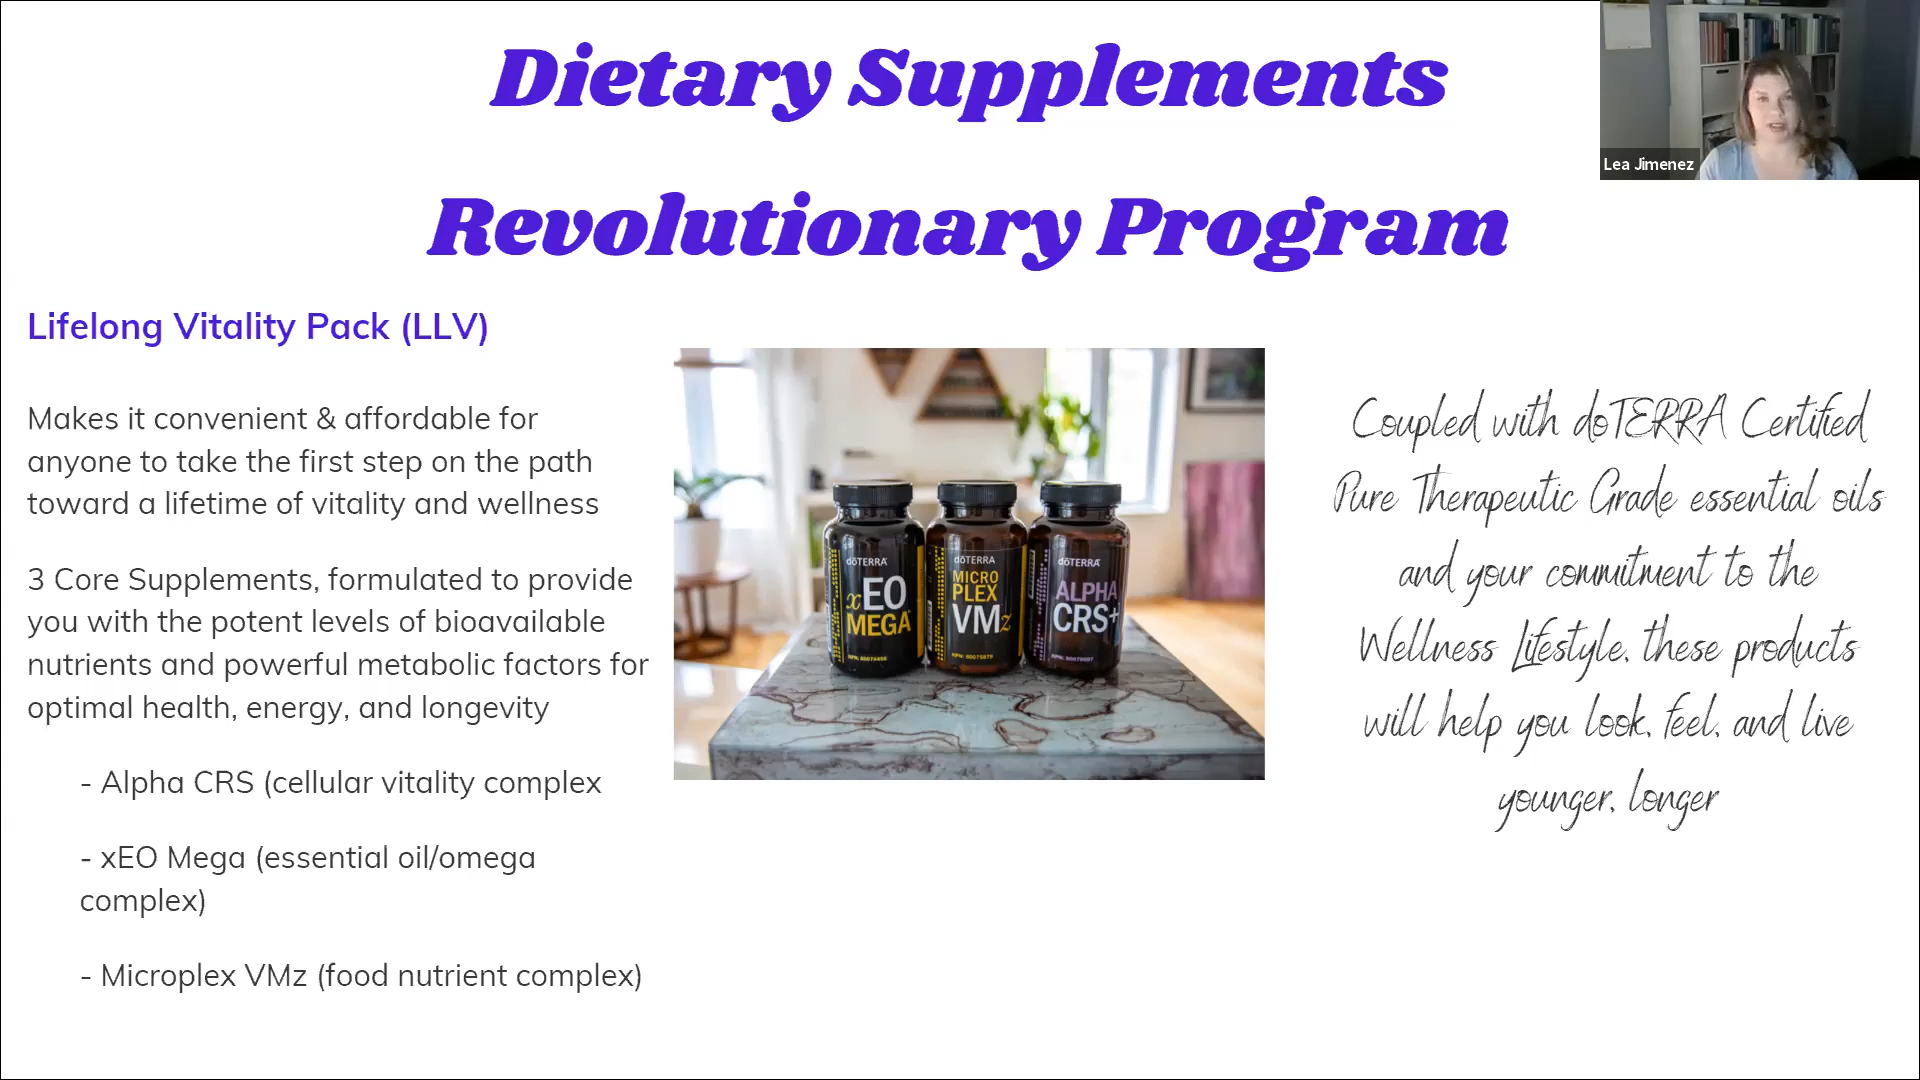 Dietary Supplements
Revolutionary Program
Lea Jimenez
Lifelong Vitality Pack (LLV)
Makes it convenient & affordable for
anyone to take the first step on the path
toward a lifetime of vitality and wellness
3 Core Supplements, formulated to provide
you with the potent levels of bioavailable
nutrients and powerful metabolic factors for
optimal health, energy, and longevity
- Alpha CRS (cellular vitality complex
- xEO Mega (essential oil/omega
complex)
- Microplex VMz (food nutrient complex)
dōTERRA
xEO
MEGA
dōTERRA
MICRO
PLEX
VMz
dōTERRA
ALPHA
CRS+
Coupled with doTERRA Certified
Pure Therapeutic Grade essential oils
and your commitment to the
Wellness Lifestyle, these products
will help you look, feel, and live
younger, longer